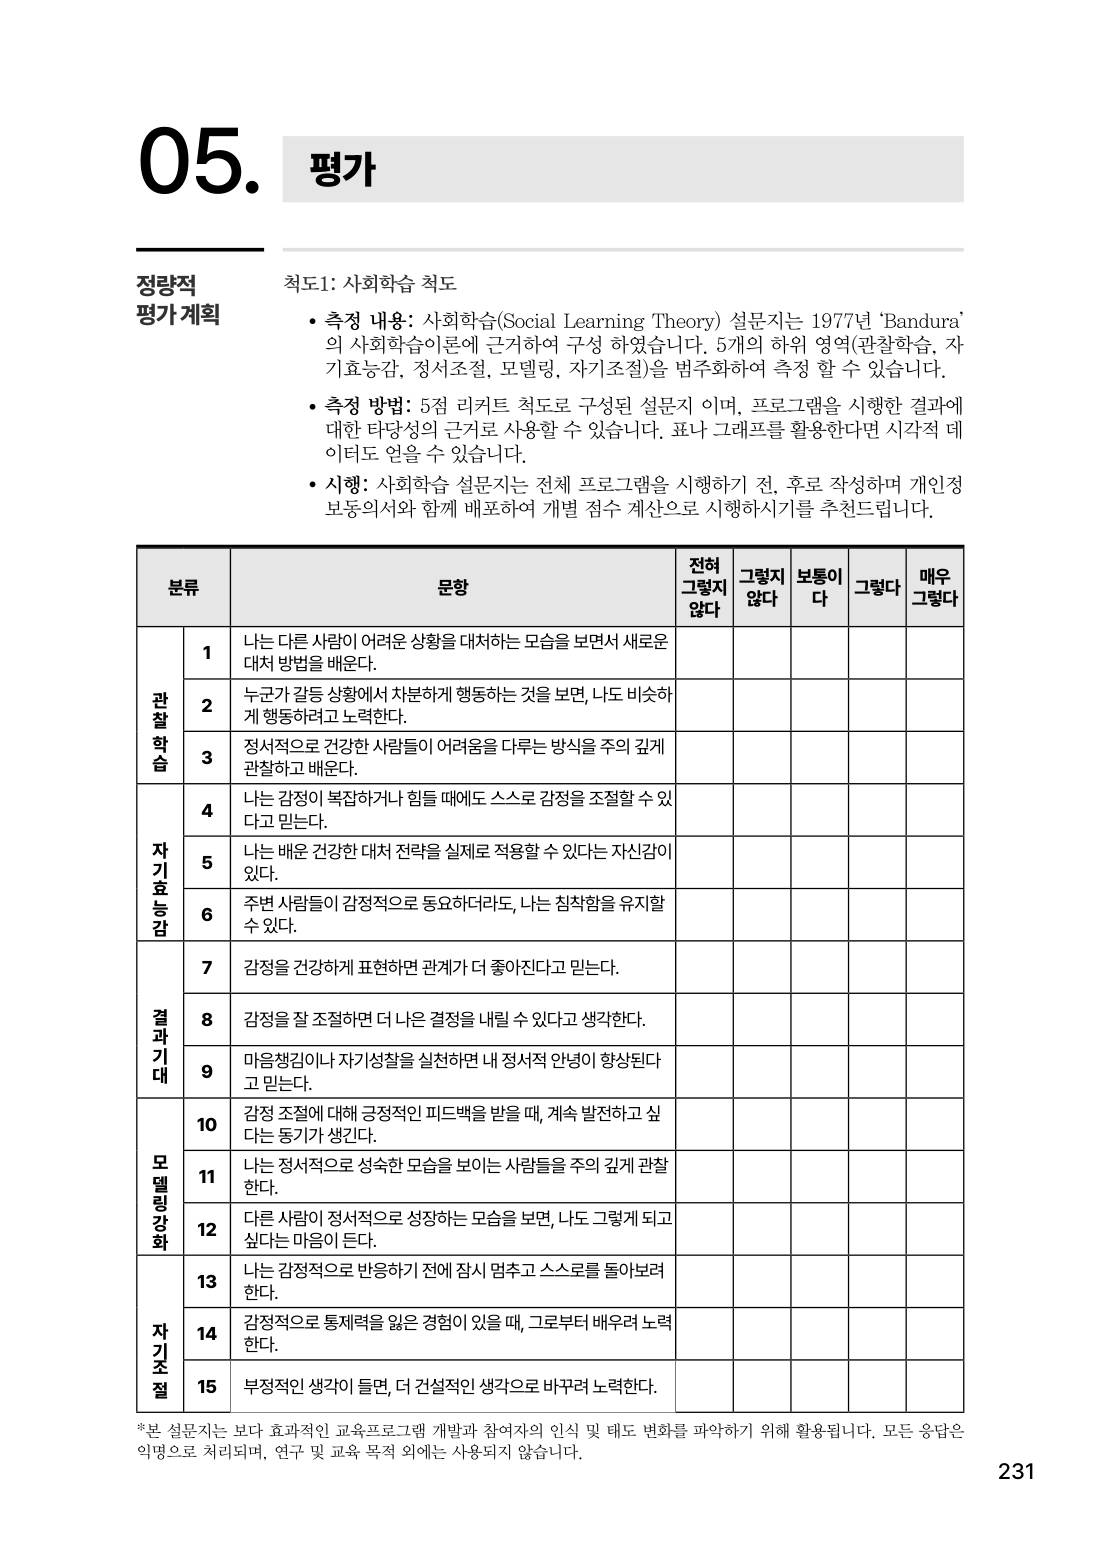 05.
평가
정량적
평가 계획
척도1: 사회학습 척도
• 측정 내용: 사회학습(Social Learning Theory) 설문지는 1977년 ‘Bandura’
의 사회학습이론에 근거하여 구성 하였습니다. 5개의 하위 영역(관찰학습, 자
기효능감, 정서조절, 모델링, 자기조절)을 범주화하여 측정 할 수 있습니다.
• 측정 방법: 5점 리커트 척도로 구성된 설문지 이며, 프로그램을 시행한 결과에
대한 타당성의 근거로 사용할 수 있습니다. 표나 그래프를 활용한다면 시각적 데
이터도 얻을 수 있습니다.
• 시행: 사회학습 설문지는 전체 프로그램을 시행하기 전, 후로 작성하며 개인정
보동의서와 함께 배포하여 개별 점수 계산으로 시행하시기를 추천드립니다.
분류 문항 전혀 그렇지 않다 그렇지 않다 보통이다 그렇다 매우 그렇다
관찰학습
1 나는 다른 사람이 어려운 상황을 대처하는 모습을 보면서 새로운
대처 방법을 배운다.
2 누군가 갈등 상황에서 차분하게 행동하는 것을 보면, 나도 비슷하
게 행동하려고 노력한다.
3 정서적으로 건강한 사람들이 어려움을 다루는 방식을 주의 깊게
관찰하고 배운다.
자기효능감
4 나는 감정이 복잡하거나 힘들 때에도 스스로 감정을 조절할 수 있
다고 믿는다.
5 나는 배운 건강한 대처 전략을 실제로 적용할 수 있다는 자신감이
있다.
6 주변 사람들이 감정적으로 동요하더라도, 나는 침착함을 유지할
수 있다.
결과기대
7 감정을 건강하게 표현하면 관계가 더 좋아진다고 믿는다.
8 감정을 잘 조절하면 더 나은 결정을 내릴 수 있다고 생각한다.
9 마음챙김이나 자기성찰을 실천하면 내 정서적 안녕이 향상된다
고 믿는다.
모델링강화
10 감정 조절에 대해 긍정적인 피드백을 받을 때, 계속 발전하고 싶
다는 동기가 생긴다.
11 나는 정서적으로 성숙한 모습을 보이는 사람들을 주의 깊게 관찰
한다.
12 다른 사람이 정서적으로 성장하는 모습을 보면, 나도 그렇게 되고
싶다는 마음이 든다.
자기조절
13 나는 감정적으로 반응하기 전에 잠시 멈추고 스스로를 돌아보려
한다.
14 감정적으로 통제력을 잃은 경험이 있을 때, 그로부터 배우려 노력
한다.
15 부정적인 생각이 들면, 더 건설적인 생각으로 바꾸려 노력한다.
*본 설문지는 보다 효과적인 교육프로그램 개발과 참여자의 인식 및 태도 변화를 파악하기 위해 활용됩니다. 모든 응답은
익명으로 처리되며, 연구 및 교육 목적 외에는 사용되지 않습니다.
231